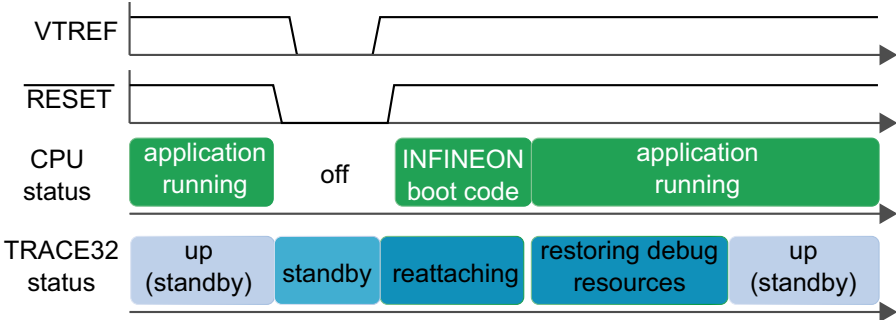 VTREF
RESET
CPU
status
application
running
off
INFINEON
boot code
application
running
TRACE32
status
up
(standby)
standby
reattaching
restoring debug
resources
up
(standby)